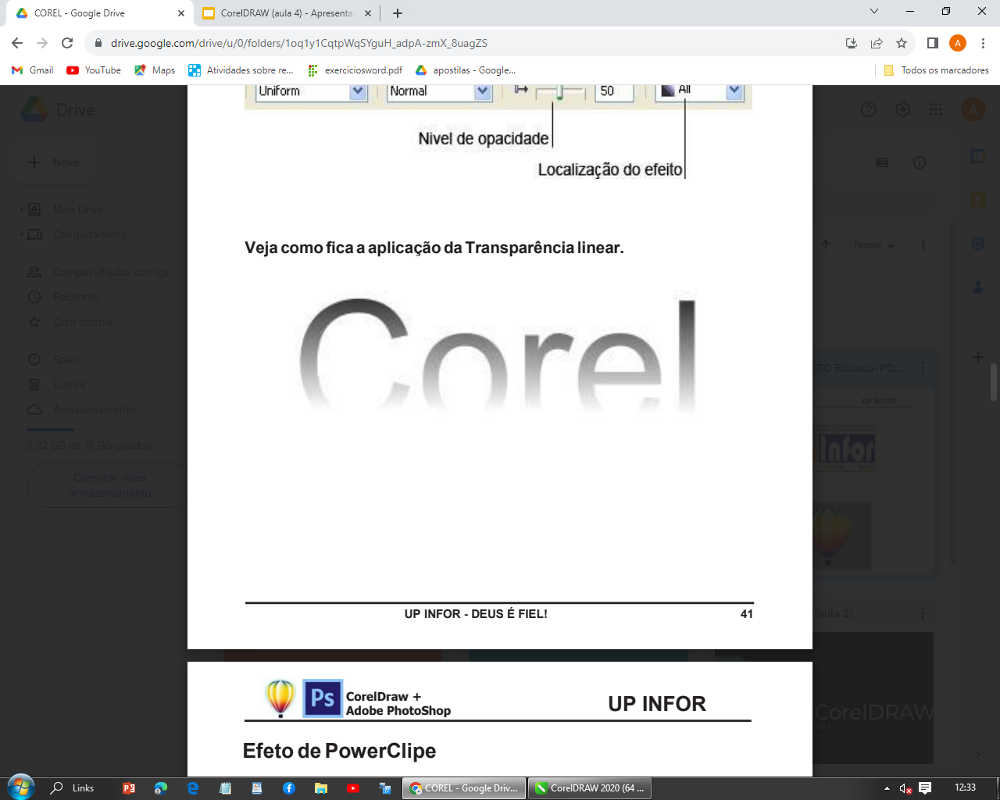 COREL - Google Drive
CorelDRAW (aula 4) - Apresenta
drive.google.com/drive/u/0/folders/1oq1y1CqtpWqSYguH_adpA-zmX_8uagZS
A
Gmail
YouTube
Maps
Atividades sobre re...
exerciciosword.pdf
apostilas - Google...
Todos os marcadores
Drive
Novo
Meu Drive
Computadores
Compartilhados comigo
Recentes
Com estrela
Spam
Lixeira
Armazenamento
5,32 GB de 15 GB usados
Comprar mais
armazenamento
Uniform
Normal
50
All
Nivel de opacidade
Localização do efeito
Veja como fica a aplicação da Transparência linear.
Corel
UP INFOR - DEUS É FIEL!
41
Ps
CorelDraw +
Adobe PhotoShop
UP INFOR
Efeto de PowerClipe
A
Nome
OTO Editada-PD...
UP INFOR
Infor
(aula 2)
CorelDRAW
Links
COREL - Google Driv...
CorelDRAW 2020 (64 ...
12:33